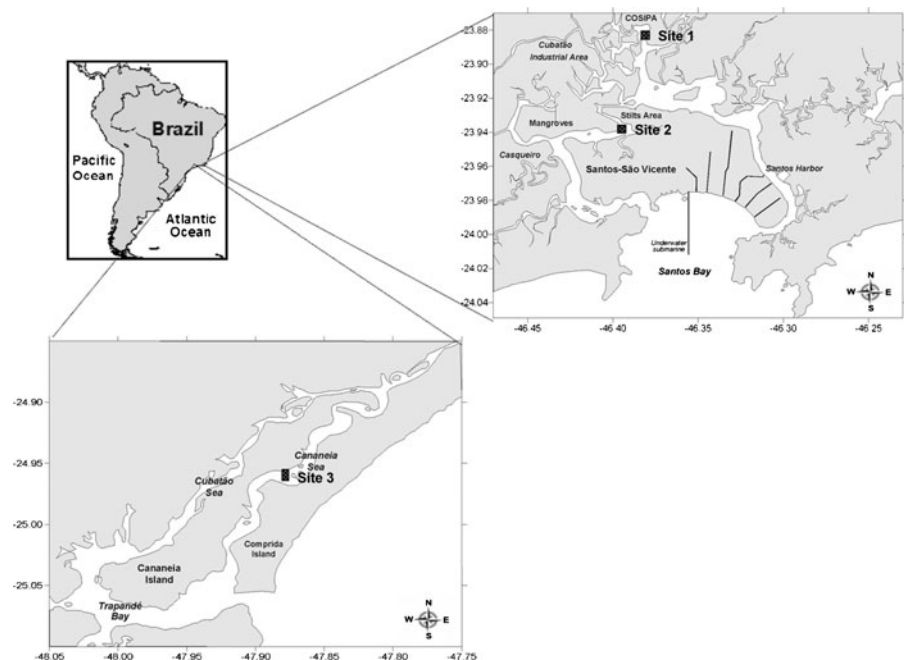 Brazil
Pacific
Ocean
Atlantic
Ocean
-23.88
-23.90
-23.92
-23.94
-23.96
-23.98
-24.00
-24.02
-24.04
COSIPA
Site 1
Cubatão
Industrial Area
Stilts Area
Mangroves
Site 2
Casqueiro
Santos-São Vicente
Santos Harbor
Underwater
submarine
Santos Bay
N
W E
S
-46.45 -46.40 -46.35 -46.30 -46.25
-24.90
-24.95
-25.00
-25.05
Cananeia
Sea
Site 3
Cubatão
Sea
Comprida
Island
Cananeia
Island
Trapandé
Bay
N
W E
S
-48.05 -48.00 -47.95 -47.90 -47.85 -47.80 -47.75